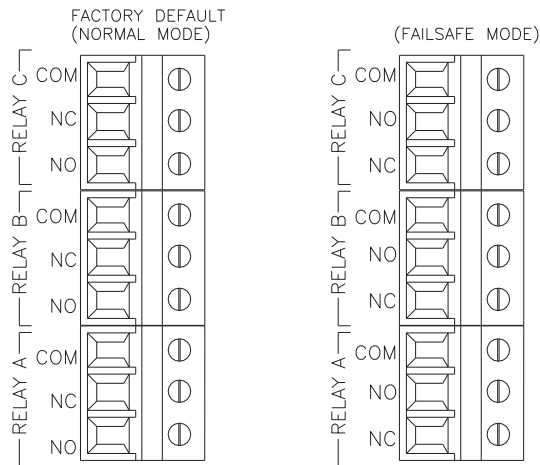 FACTORY DEFAULT
(NORMAL MODE)
RELAY C
COM
NC
NO
RELAY B
COM
NC
NO
RELAY A
COM
NC
NO
(FAILSAFE MODE)
RELAY C
COM
NO
NC
RELAY B
COM
NO
NC
RELAY A
COM
NO
NC